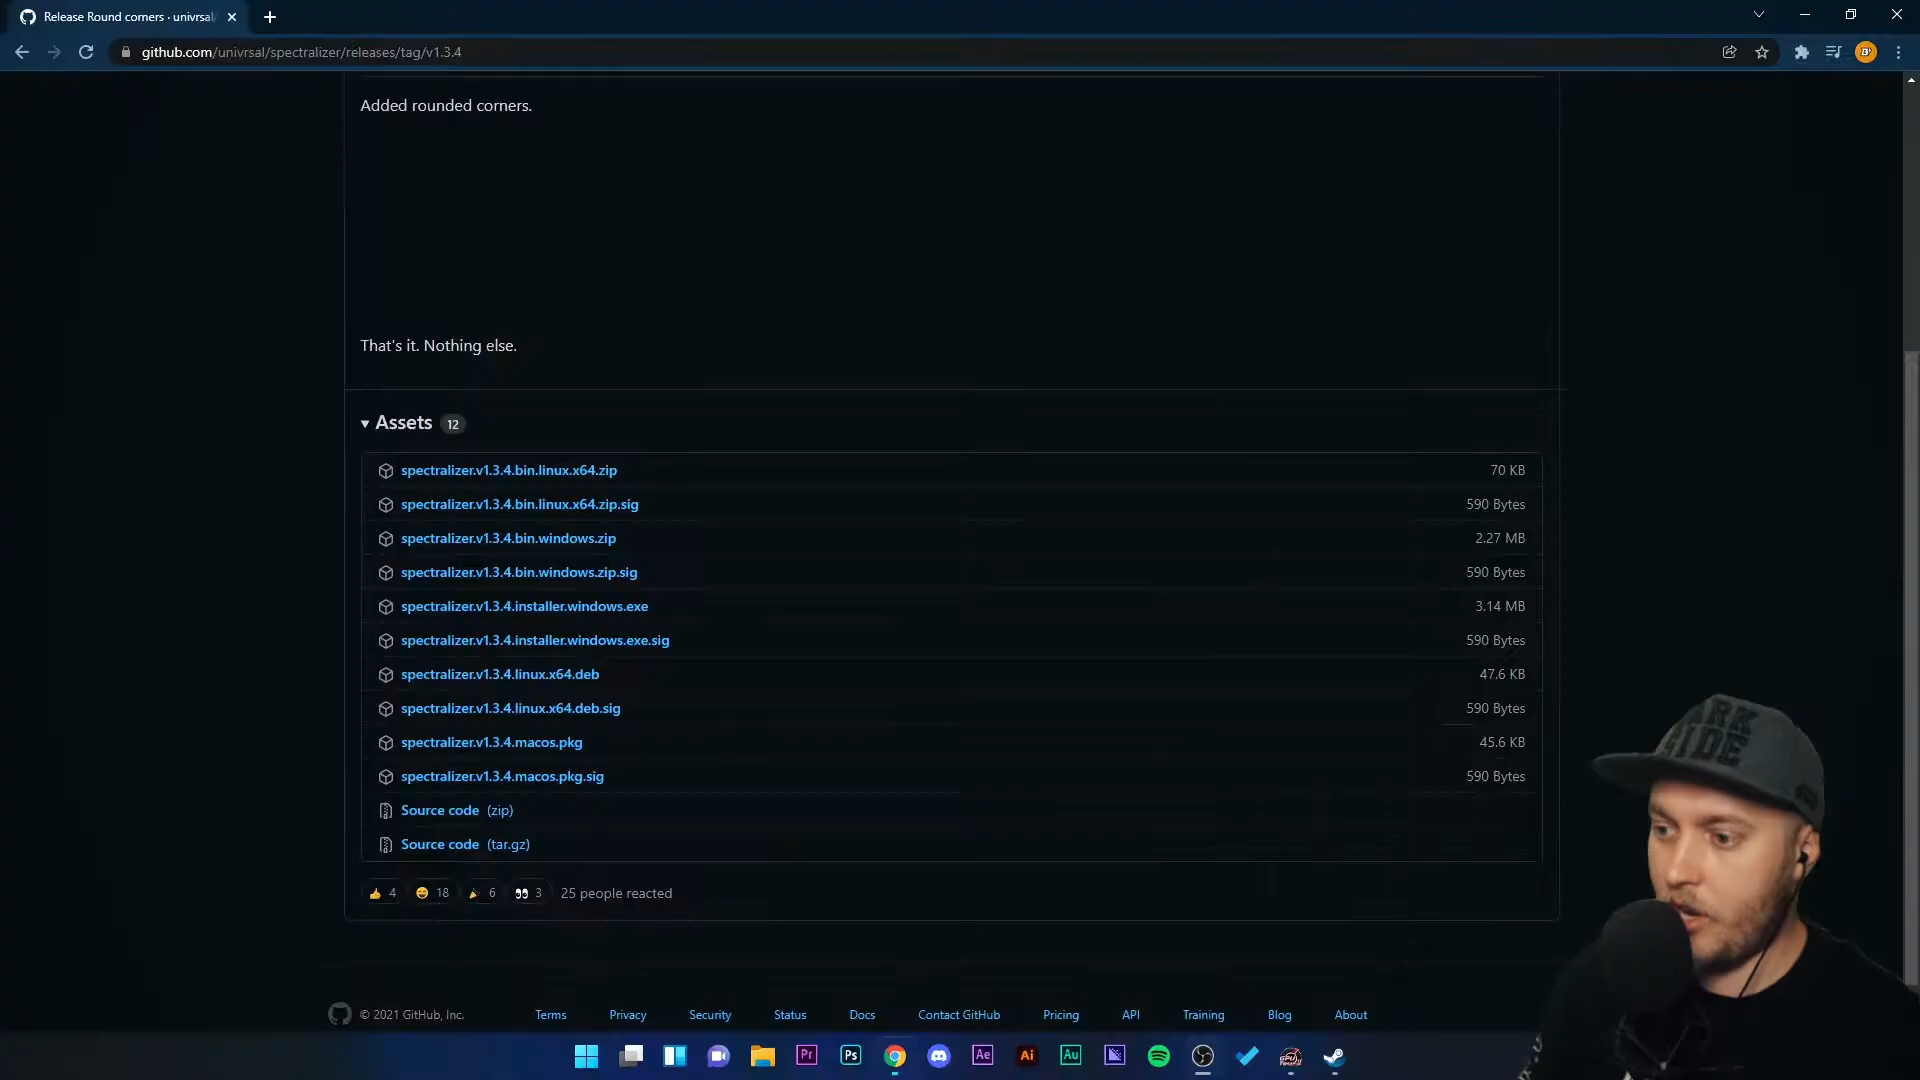 Release Round corners · univrsal/
github.com/univrsal/spectralizer/releases/tag/v1.3.4
Added rounded corners.
That's it. Nothing else.
Assets 12
spectralizer.v1.3.4.bin.linux.x64.zip 70 KB
spectralizer.v1.3.4.bin.linux.x64.zip.sig 590 Bytes
spectralizer.v1.3.4.bin.windows.zip 2.27 MB
spectralizer.v1.3.4.bin.windows.zip.sig 590 Bytes
spectralizer.v1.3.4.installer.windows.exe 3.14 MB
spectralizer.v1.3.4.installer.windows.exe.sig 590 Bytes
spectralizer.v1.3.4.linux.x64.deb 47.6 KB
spectralizer.v1.3.4.linux.x64.deb.sig 590 Bytes
spectralizer.v1.3.4.macos.pkg 45.6 KB
spectralizer.v1.3.4.macos.pkg.sig 590 Bytes
Source code (zip)
Source code (tar.gz)
4 18 6 3 25 people reacted
ARK
SIDE
© 2021 GitHub, Inc. Terms Privacy Security Status Docs Contact GitHub Pricing API Training Blog About
Pr Ps Ae Ai Au